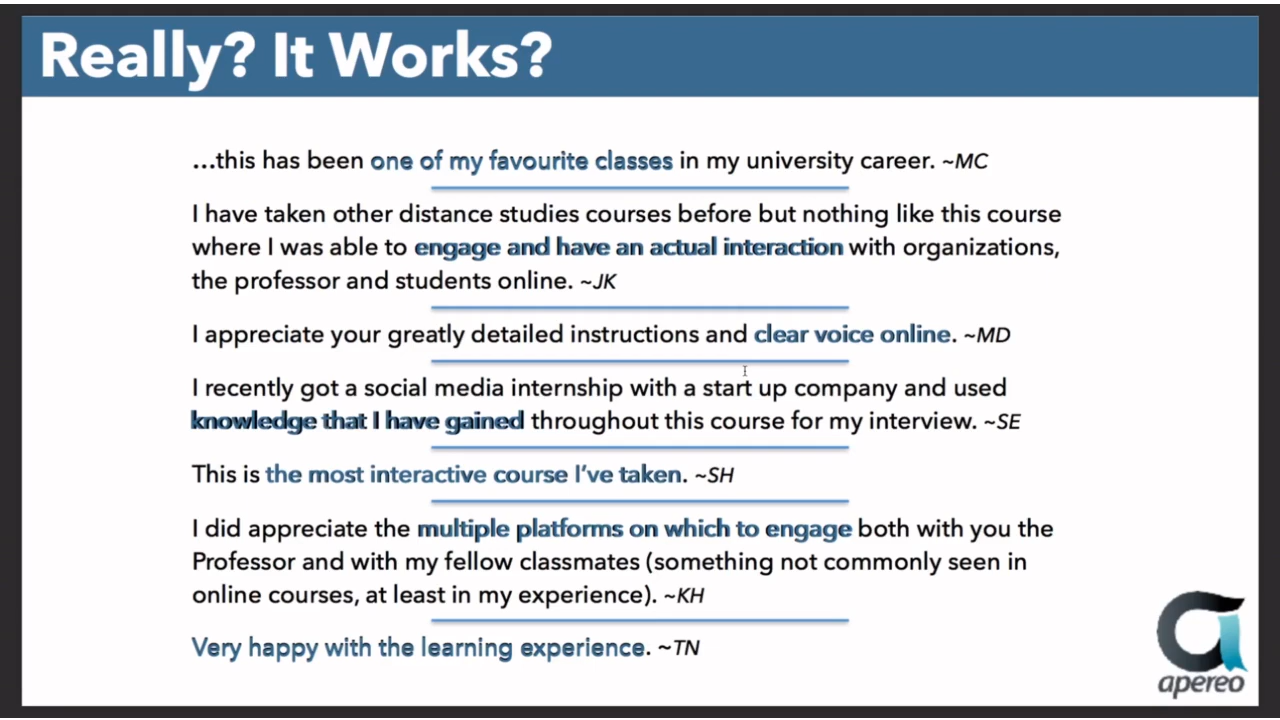 Really? It Works?
...this has been one of my favourite classes in my university career. ~MC
I have taken other distance studies courses before but nothing like this course
where I was able to engage and have an actual interaction with organizations,
the professor and students online. ~JK
I appreciate your greatly detailed instructions and clear voice online. ~MD
I recently got a social media internship with a start up company and used
knowledge that I have gained throughout this course for my interview. ~SE
This is the most interactive course I've taken. ~SH
I did appreciate the multiple platforms on which to engage both with you the
Professor and with my fellow classmates (something not commonly seen in
online courses, at least in my experience). ~KH
Very happy with the learning experience. ~TN
apereo